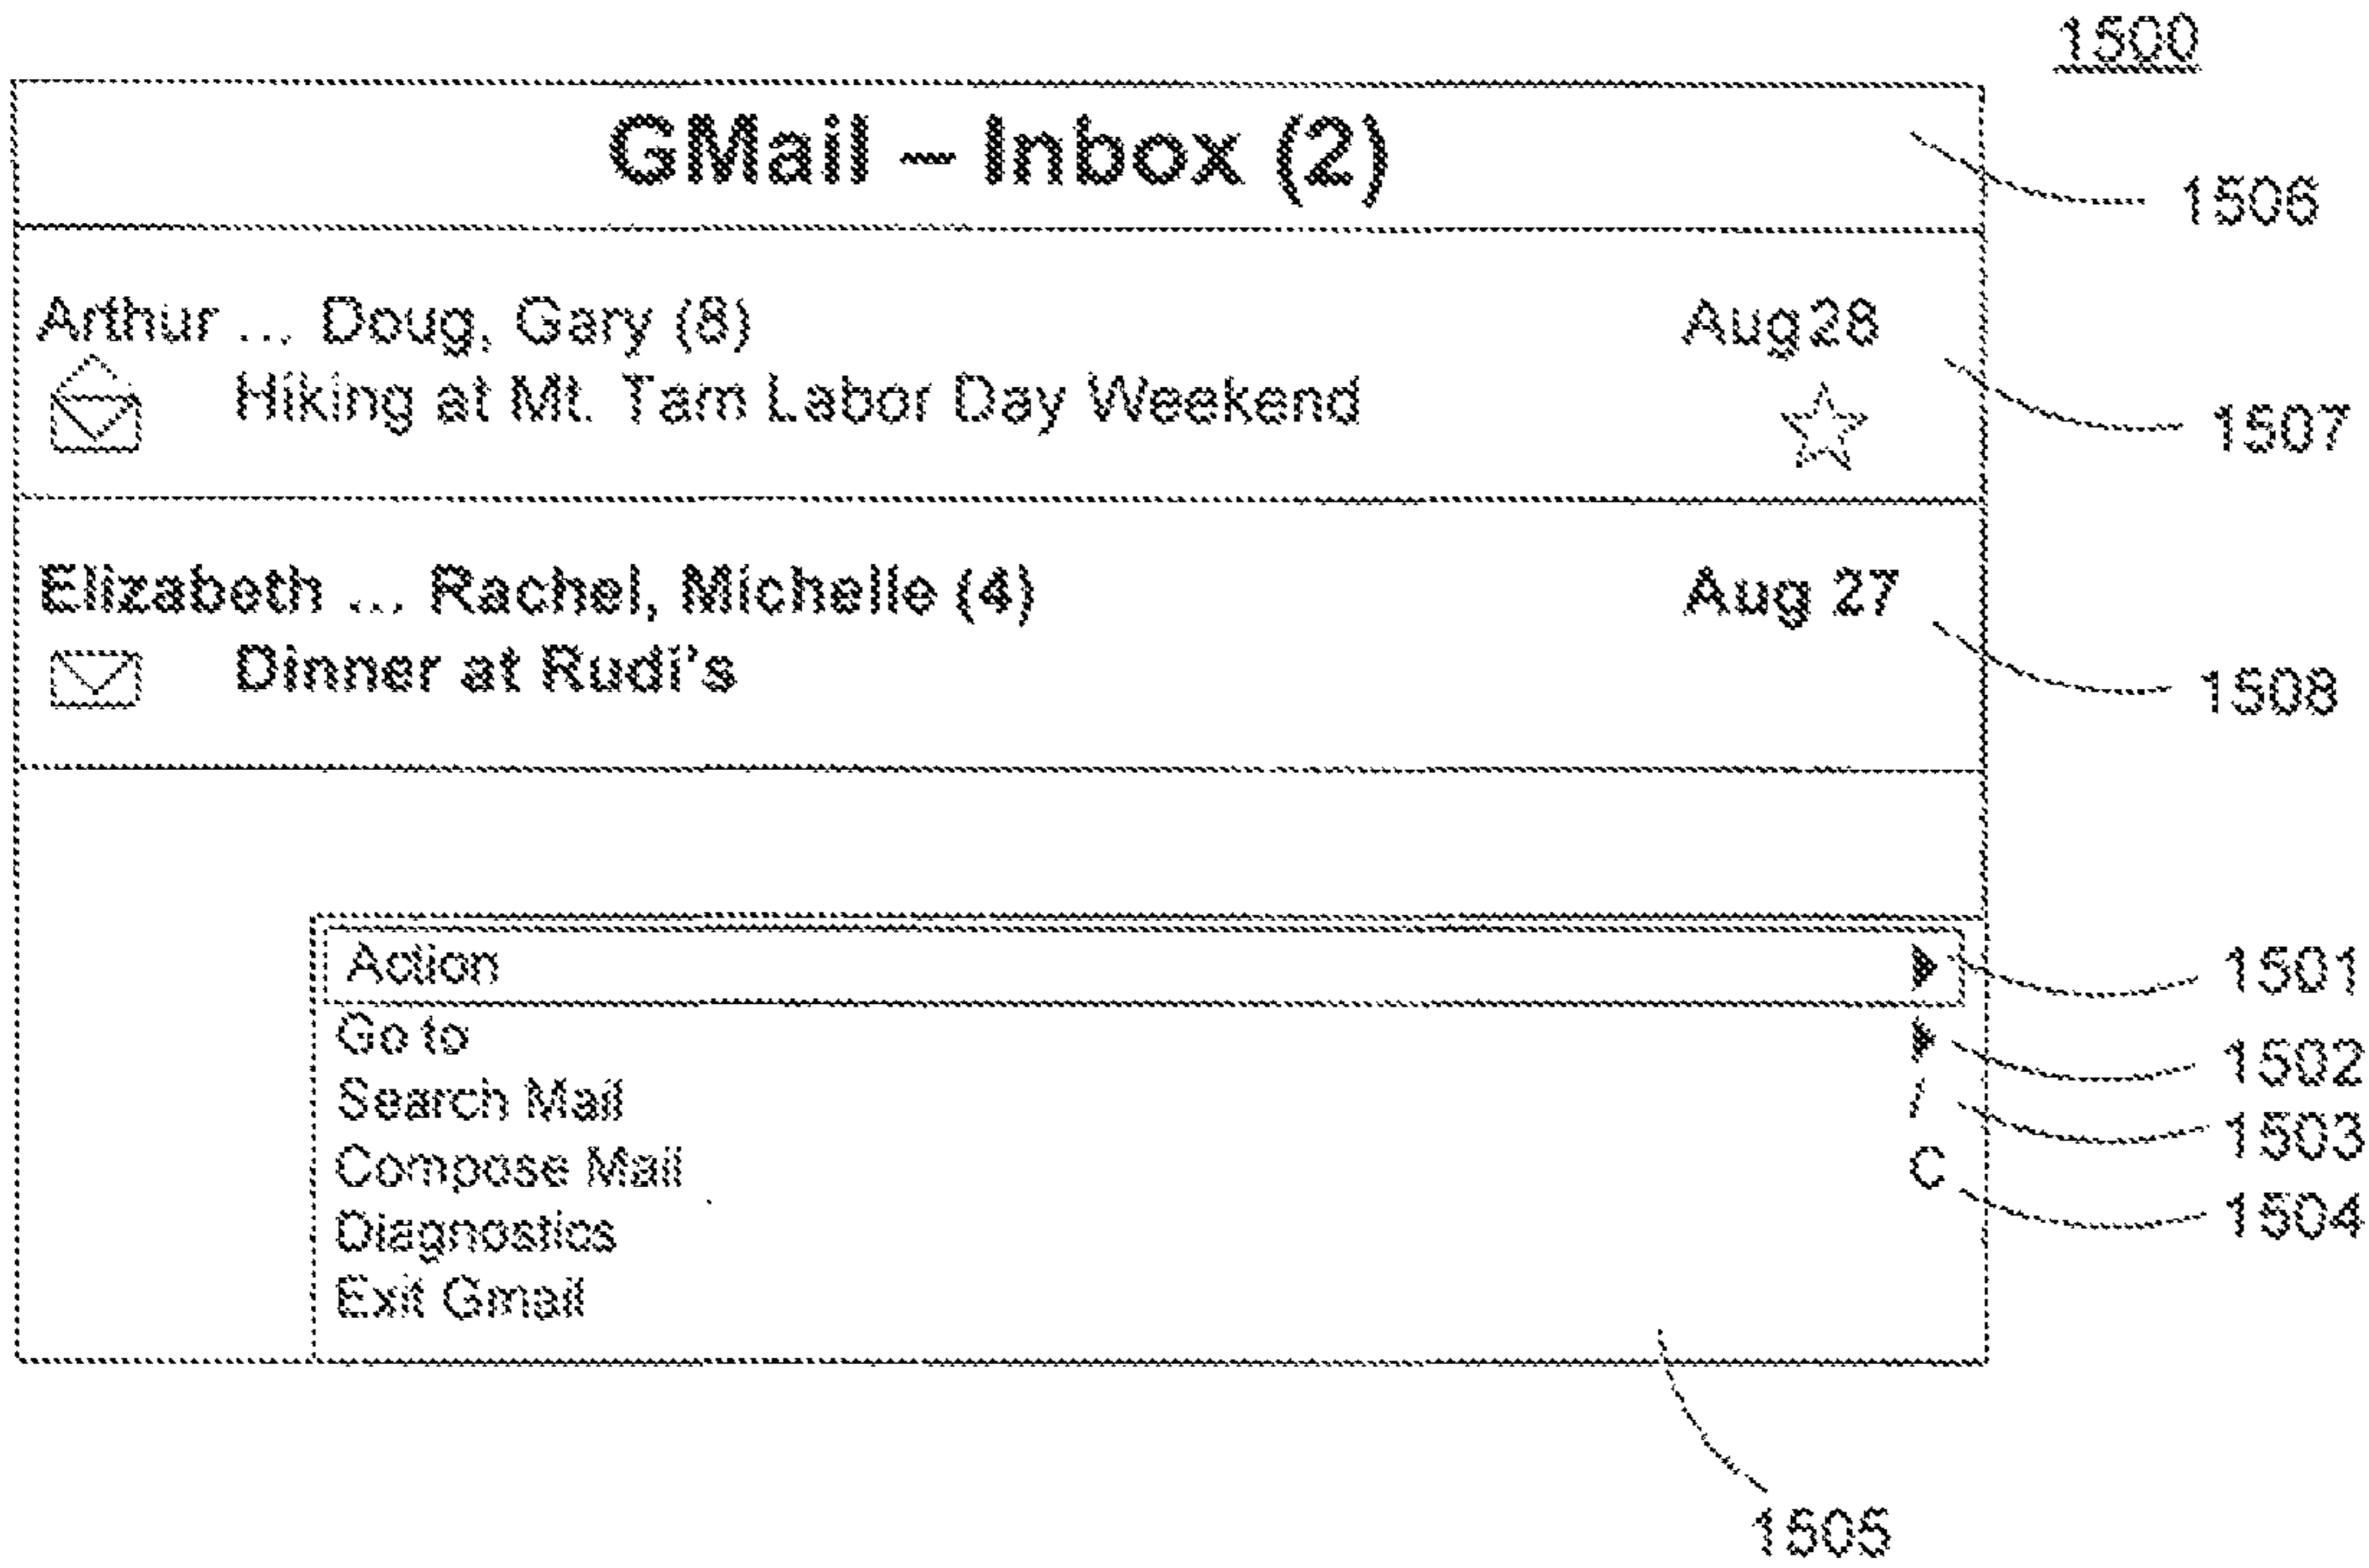 1500
GMail – Inbox (2)
1506
Arthur ... Doug, Gary (8) Aug 28
Hiking at Mt. Tam Labor Day Weekend
1507
Elizabeth ... Rachel, Michelle (4) Aug 27
Dinner at Rudi's
1508
Action 1501
Go to 1502
Search Mail / 1503
Compose Mail C 1504
Diagnostics
Exit Gmail
1505